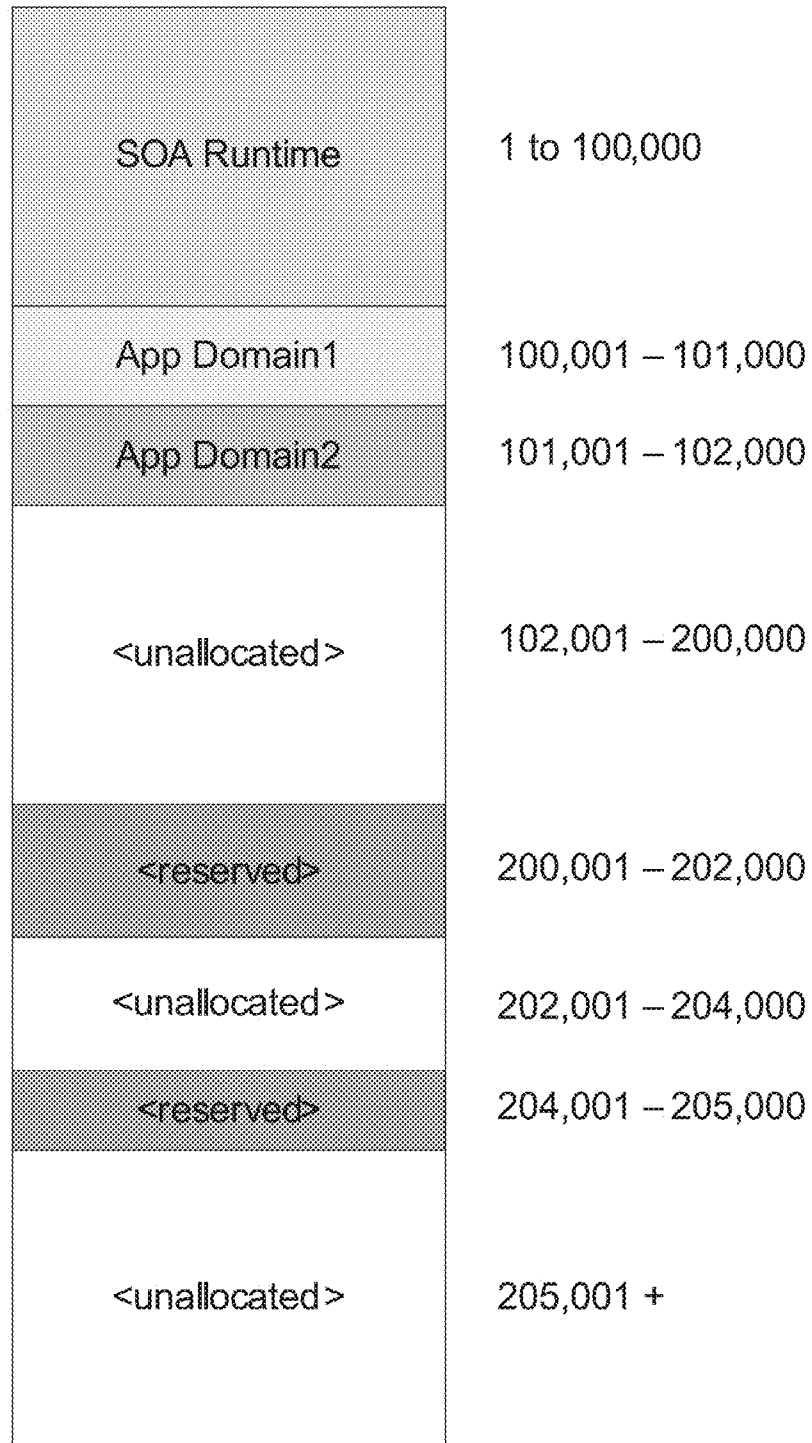 SOA Runtime 1 to 100,000
App Domain1 100,001 – 101,000
App Domain2 101,001 – 102,000
<unallocated> 102,001 – 200,000
<reserved> 200,001 – 202,000
<unallocated> 202,001 – 204,000
<reserved> 204,001 – 205,000
<unallocated> 205,001 +